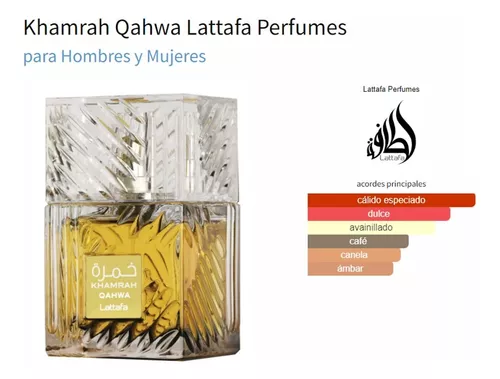 Khamrah Qahwa Lattafa Perfumes
para Hombres y Mujeres
Lattafa Perfumes
لطافة
Lattafa
acordes principales
cálido especiado
dulce
avainillado
café
canela
ámbar
خمرة
KHAMRAH
QAHWA
Lattafa